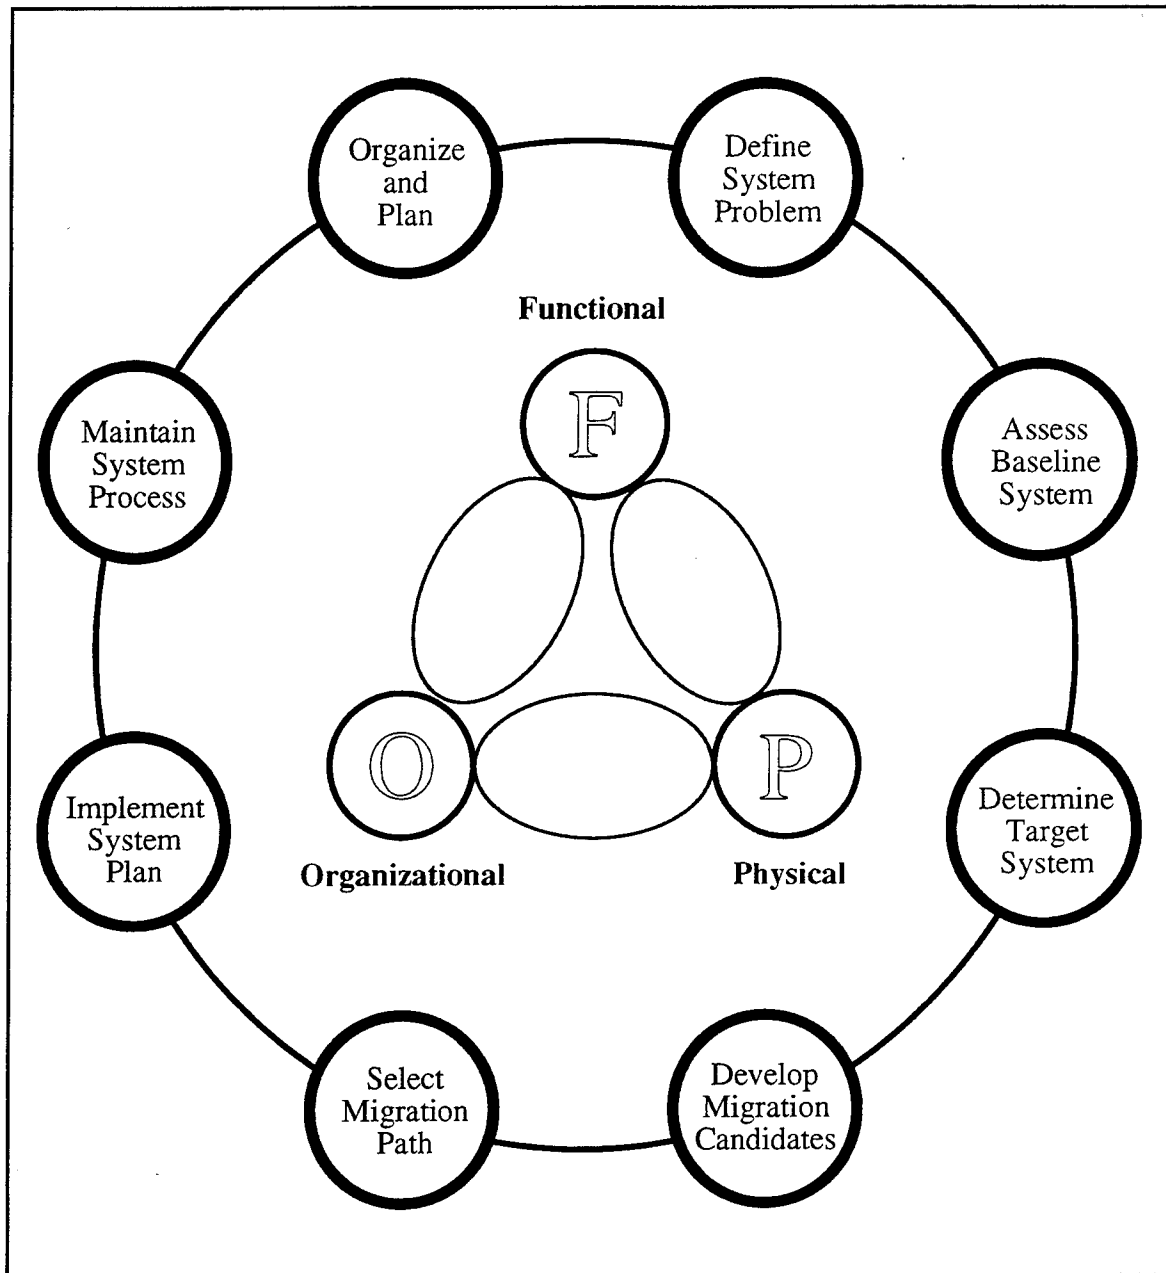 Organize
and
Plan
Define
System
Problem
Functional
F
Maintain
System
Process
Assess
Baseline
System
O
P
Implement
System
Plan
Determine
Target
System
Organizational
Physical
Select
Migration
Path
Develop
Migration
Candidates